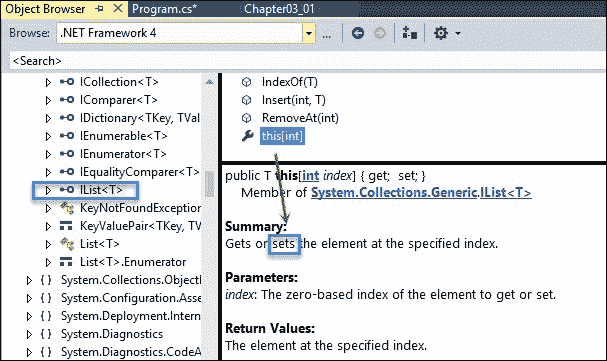 Object Browser
Program.cs*
Chapter03_01
Browse: .NET Framework 4
...
<Search>
ICollection<T>
IComparer<T>
IDictionary<TKey, TVal
IEnumerable<T>
IEnumerator<T>
IEqualityComparer<T>
IList<T>
KeyNotFoundException
KeyValuePair<TKey, TV
List<T>
List<T>.Enumerator
{ } System.Collections.Object
{ } System.Configuration.Asse
{ } System.Deployment.Intern
{ } System.Diagnostics
{ } System.Diagnostics.CodeA
IndexOf(T)
Insert(int, T)
RemoveAt(int)
this[int]
public T this[int index] { get; set; }
Member of System.Collections.Generic.IList<T>
Summary:
Gets or sets the element at the specified index.
Parameters:
index: The zero-based index of the element to get or set.
Return Values:
The element at the specified index.